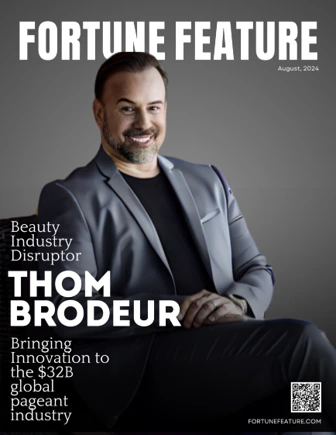 FORTUNE FEATURE
August, 2024
Beauty
Industry
Disruptor
THOM
BRODEUR
Bringing
Innovation to
the $32B
global
pageant
industry
FORTUNEFEATURE.COM